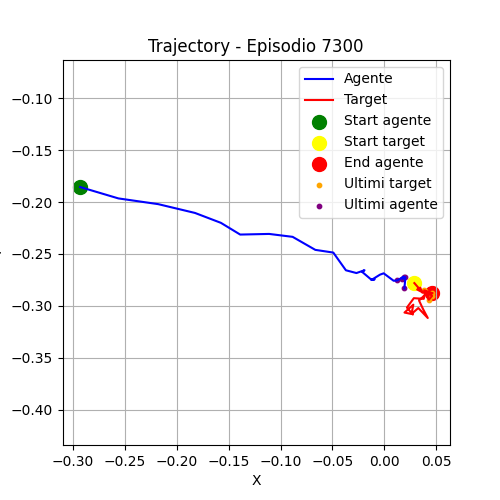 Trajectory - Episodio 7300
Agente
Target
Start agente
Start target
End agente
Ultimi target
Ultimi agente
−0.10
−0.15
−0.20
−0.25
−0.30
−0.35
−0.40
−0.30 −0.25 −0.20 −0.15 −0.10 −0.05 0.00 0.05
X